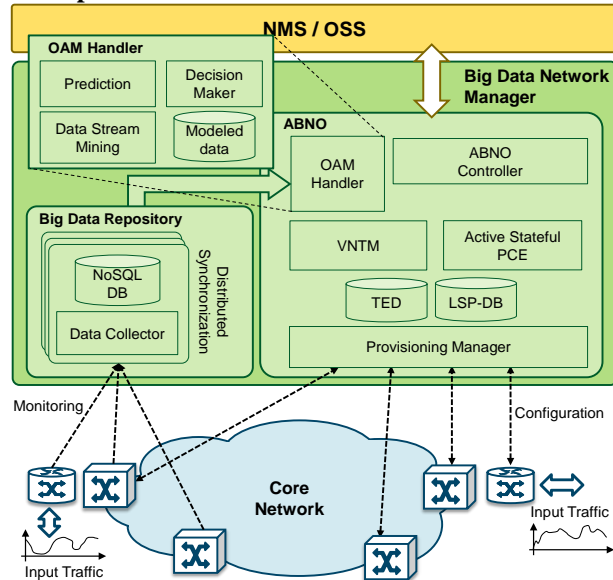 NMS / OSS
OAM Handler
Prediction
Decision
Maker
Data Stream
Mining
Modeled
data
Big Data Network
Manager
ABNO
OAM
Handler
ABNO
Controller
Big Data Repository
NoSQL
DB
Data Collector
Distributed
Synchronization
VNTM
Active Stateful
PCE
TED
LSP-DB
Provisioning Manager
Monitoring
Configuration
Core
Network
Input Traffic
Input Traffic